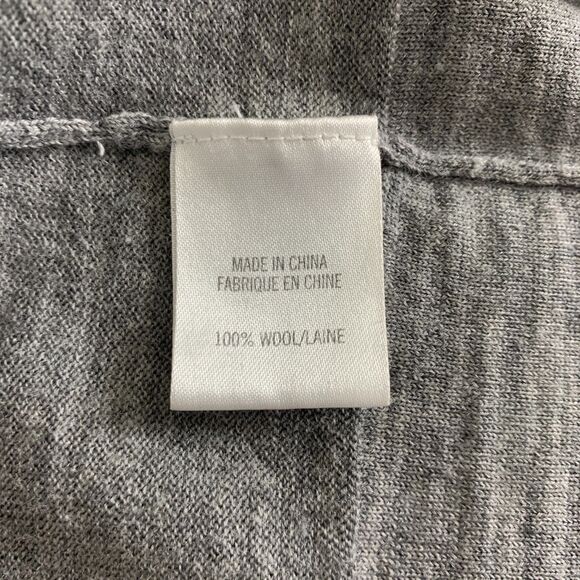 MADE IN CHINA
FABRIQUE EN CHINE
100% WOOL/LAINE